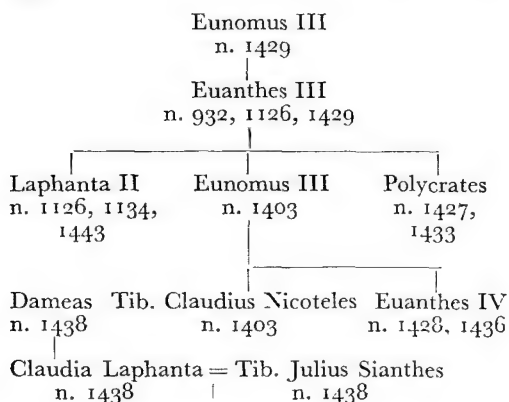 Eunomus III
n. 1429
Euanthes III
n. 932, 1126, 1429
Laphanta II Eunomus III Polycrates
n. 1126, 1134, n. 1403 n. 1427,
1443 1433
Dameas Tib. Claudius Nicoteles Euanthes IV
n. 1438 n. 1403 n. 1428, 1436
Claudia Laphanta = Tib. Julius Sianthes
n. 1438 n. 1438